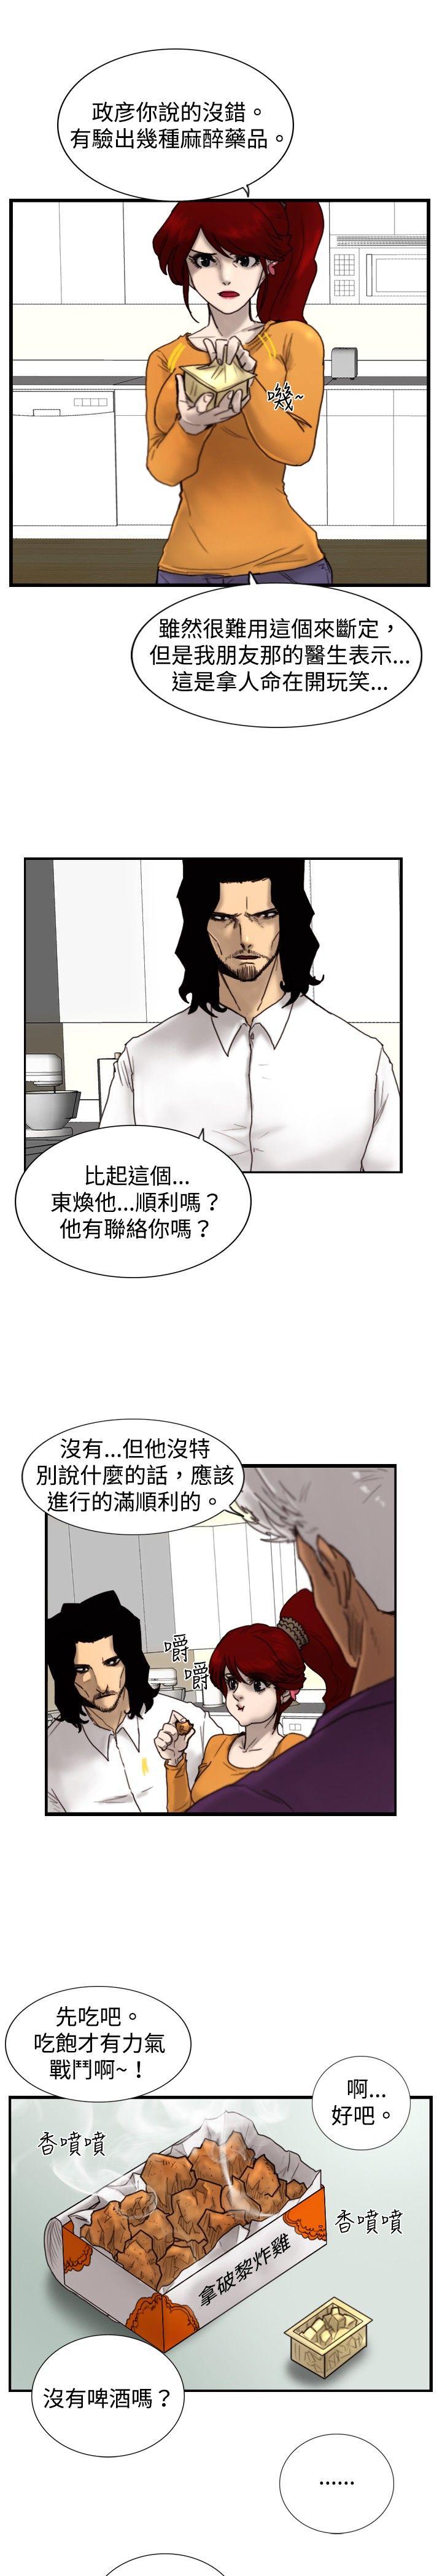 政彥你說的沒錯。
有驗出幾種麻醉藥品。
嘰~
雖然很難用這個來斷定，
但是我朋友那的醫生表示...
這是拿人命在開玩笑...
比起這個...
東煥他...順利嗎？
他有聯絡你嗎？
沒有...但他沒特
別說什麼的話，應該
進行的滿順利的。
嚼
嚼
先吃吧。
吃飽才有力氣
戰鬥啊~！
啊...
好吧。
香噴噴
香噴噴
拿破黎炸雞
沒有啤酒嗎？
......